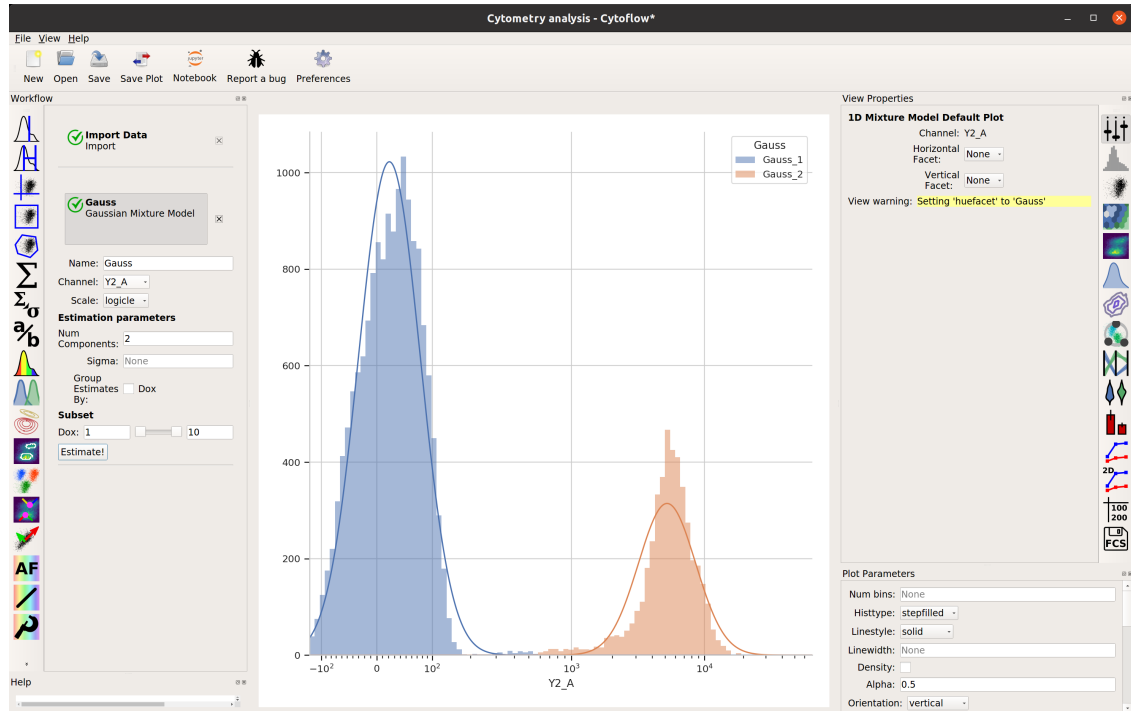 Cytometry analysis - Cytoflow*
File View Help
New Open Save Save Plot Notebook Report a bug Preferences
jupyter
Workflow
Import Data
Import
Gauss
Gaussian Mixture Model
Name: Gauss
Channel: Y2_A
Scale: logicle
Estimation parameters
Num
Components: 2
Sigma: None
Group
Estimates
By: Dox
Subset
Dox: 1 10
Estimate!
Σ
Σ,σ
a/b
AF
Help
Gauss
Gauss_1
Gauss_2
1000
800
600
400
200
0
−10² 0 10² 10³ 10⁴
Y2_A
View Properties
1D Mixture Model Default Plot
Channel: Y2_A
Horizontal
Facet: None
Vertical
Facet: None
View warning: Setting 'huefacet' to 'Gauss'
2D
100
200
FCS
Plot Parameters
Num bins: None
Histtype: stepfilled
Linestyle: solid
Linewidth: None
Density:
Alpha: 0.5
Orientation: vertical